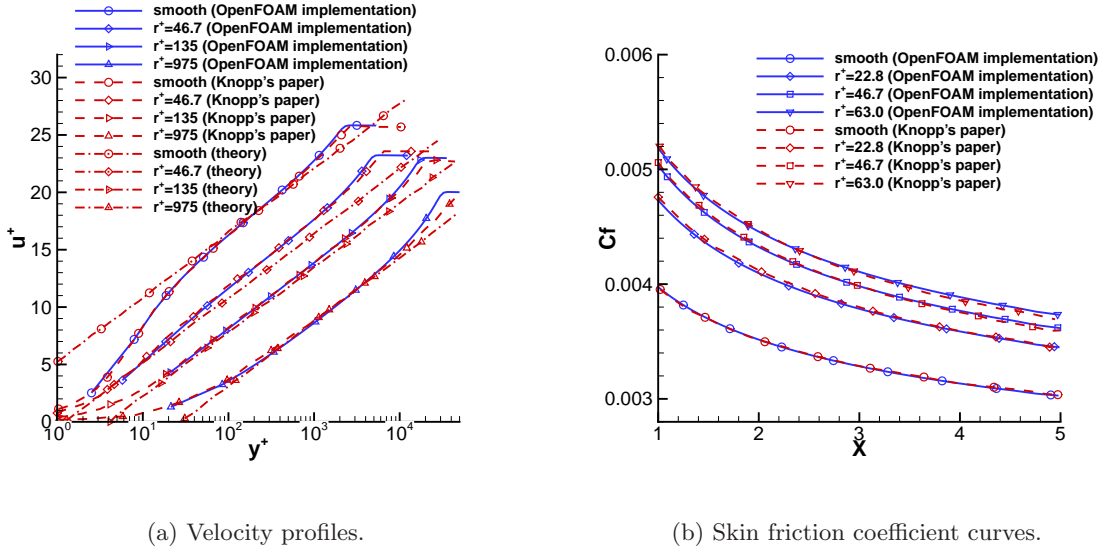 smooth (OpenFOAM implementation)
r+=46.7 (OpenFOAM implementation)
r+=135 (OpenFOAM implementation)
r+=975 (OpenFOAM implementation)
smooth (Knopp's paper)
r+=46.7 (Knopp's paper)
r+=135 (Knopp's paper)
r+=975 (Knopp's paper)
smooth (theory)
r+=46.7 (theory)
r+=135 (theory)
r+=975 (theory)
30
25
20
15
10
5
0
u+
10^0
10^1
10^2
10^3
10^4
y+
(a) Velocity profiles.
smooth (OpenFOAM implementation)
r+=22.8 (OpenFOAM implementation)
r+=46.7 (OpenFOAM implementation)
r+=63.0 (OpenFOAM implementation)
smooth (Knopp's paper)
r+=22.8 (Knopp's paper)
r+=46.7 (Knopp's paper)
r+=63.0 (Knopp's paper)
0.006
0.005
0.004
0.003
Cf
1
2
3
4
5
X
(b) Skin friction coefficient curves.